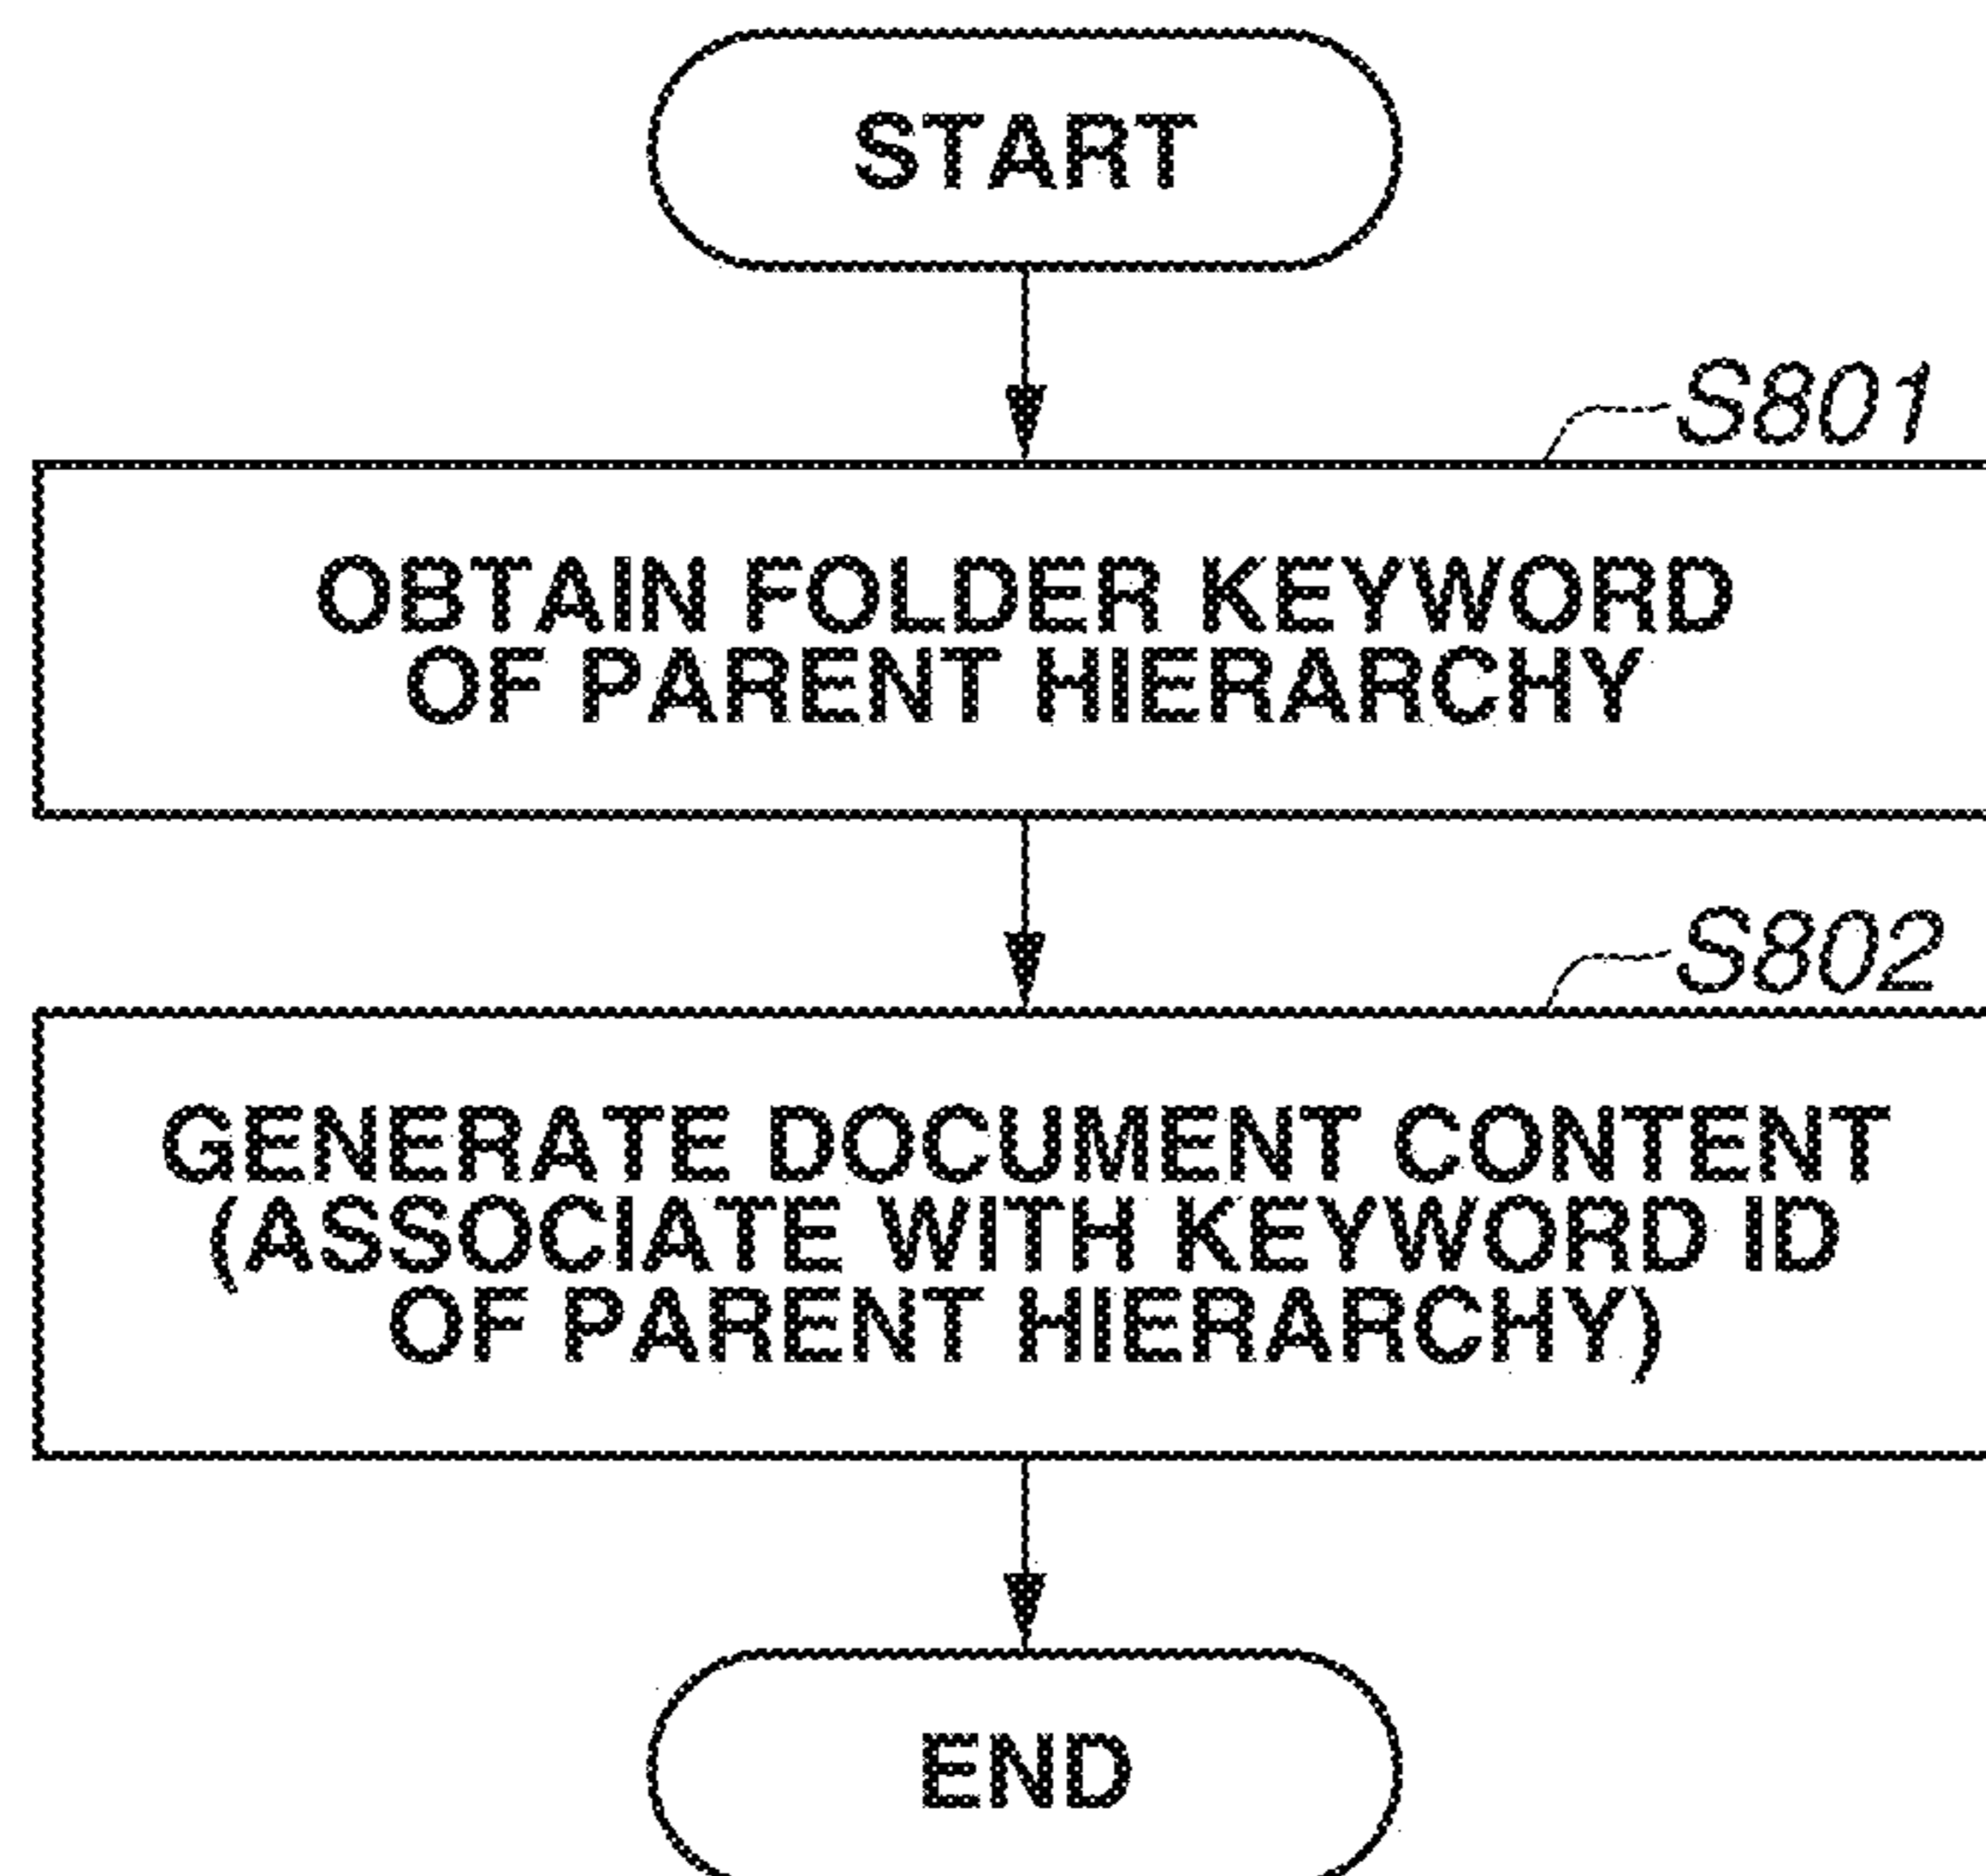 START
S801
OBTAIN FOLDER KEYWORD
OF PARENT HIERARCHY
S802
GENERATE DOCUMENT CONTENT
(ASSOCIATE WITH KEYWORD ID
OF PARENT HIERARCHY)
END